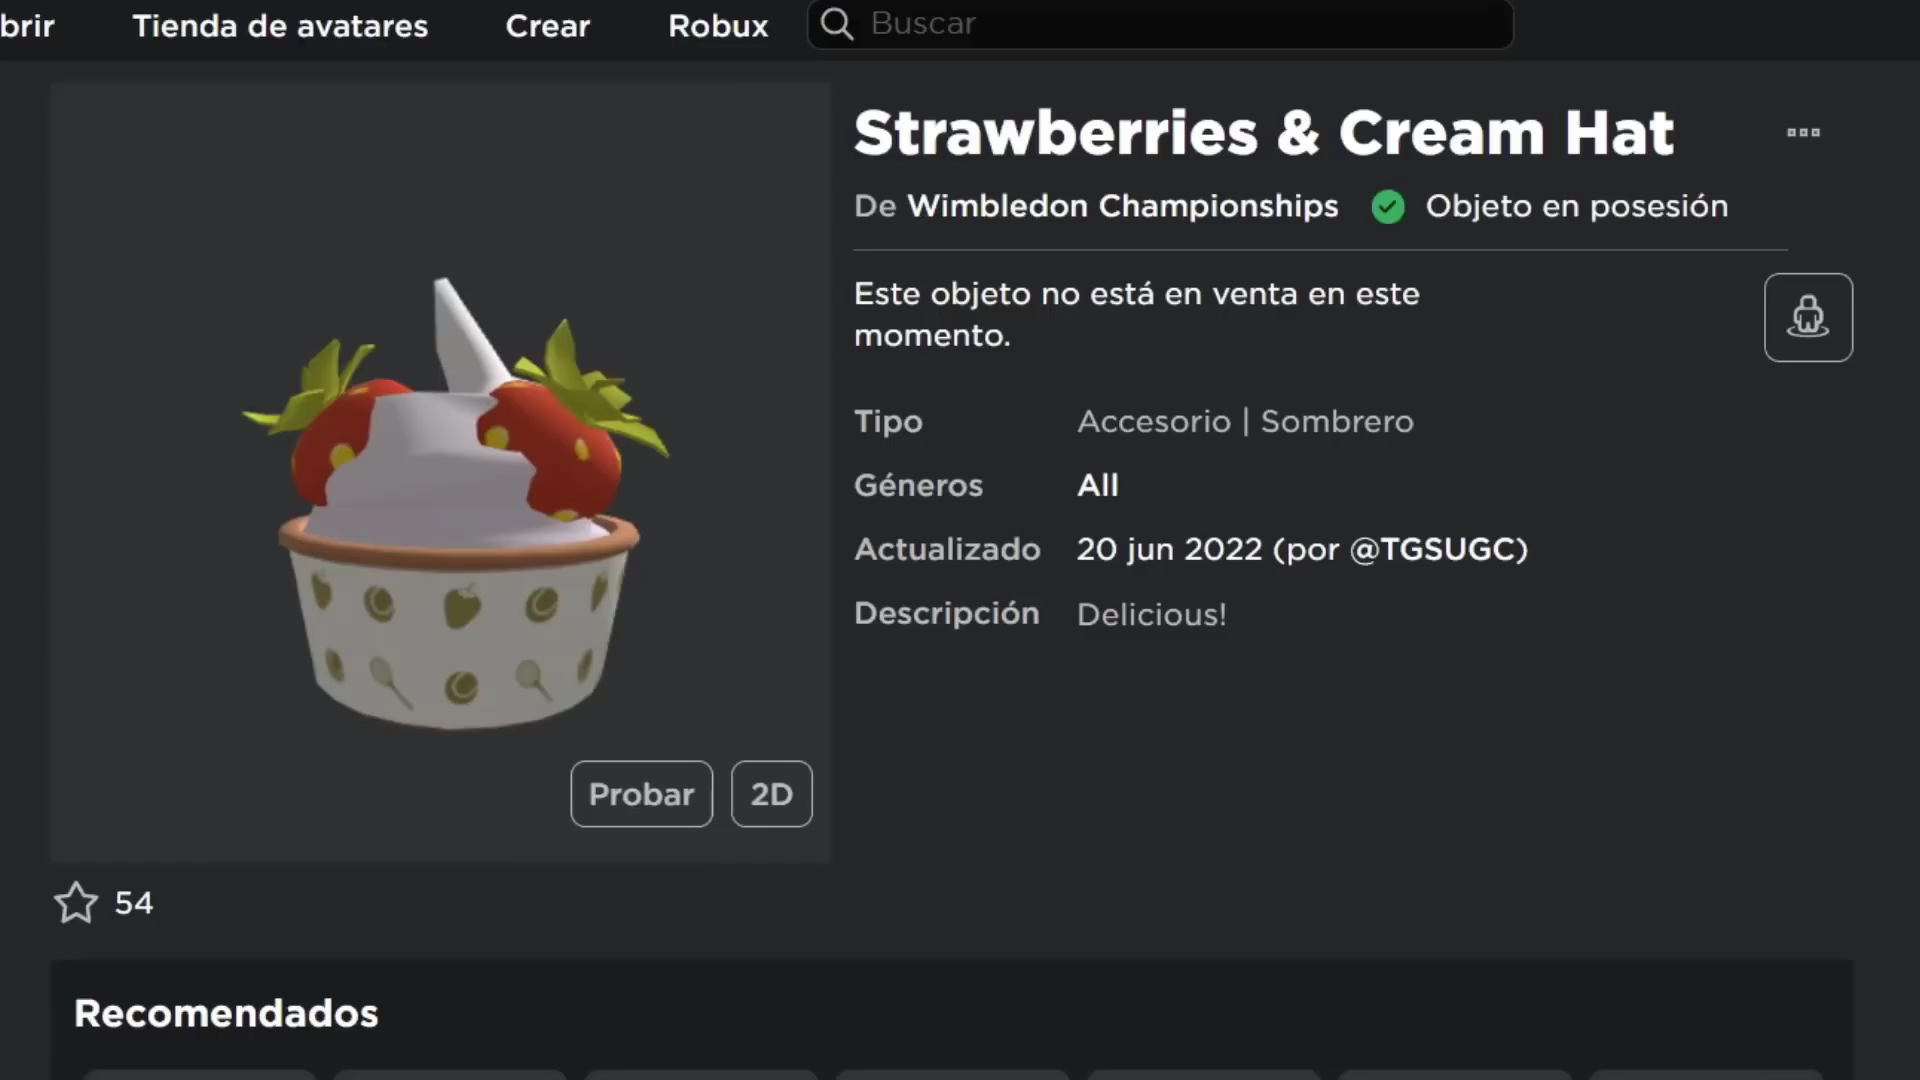 brir Tienda de avatares Crear Robux Buscar
Strawberries & Cream Hat
De Wimbledon Championships Objeto en posesión
Este objeto no está en venta en este
momento.
Tipo Accesorio | Sombrero
Géneros All
Actualizado 20 jun 2022 (por @TGSUGC)
Descripción Delicious!
Probar 2D
54
Recomendados